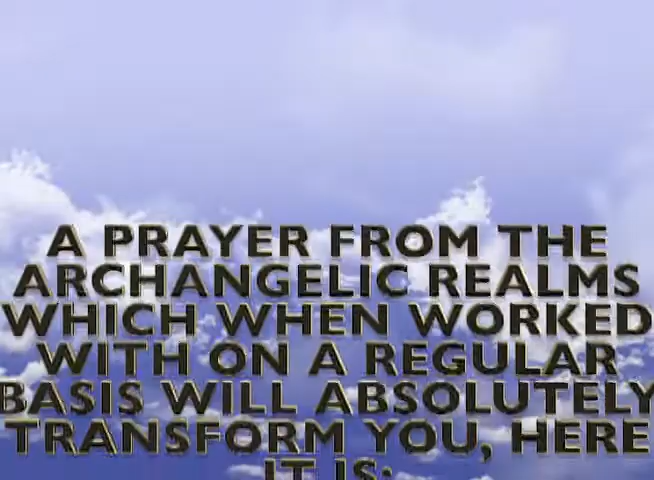 A PRAYER FROM THE
ARCHANGELIC REALMS
WHICH WHEN WORKED
WITH ON A REGULAR
BASIS WILL ABSOLUTELY
TRANSFORM YOU, HERE
IT IS: